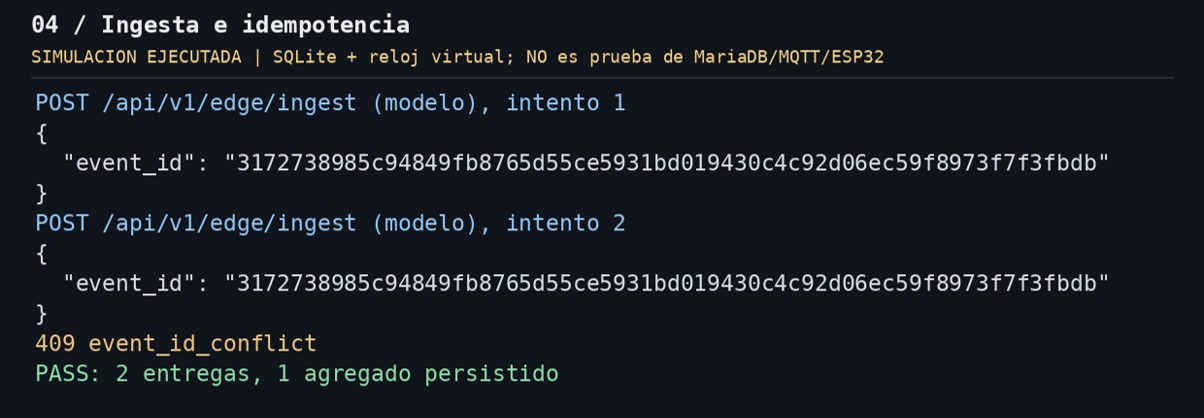 04 / Ingesta e idempotencia
SIMULACION EJECUTADA | SQLite + reloj virtual; NO es prueba de MariaDB/MQTT/ESP32
POST /api/v1/edge/ingest (modelo), intento 1
{
  "event_id": "3172738985c94849fb8765d55ce5931bd019430c4c92d06ec59f8973f7f3fbdb"
}
POST /api/v1/edge/ingest (modelo), intento 2
{
  "event_id": "3172738985c94849fb8765d55ce5931bd019430c4c92d06ec59f8973f7f3fbdb"
}
409 event_id_conflict
PASS: 2 entregas, 1 agregado persistido